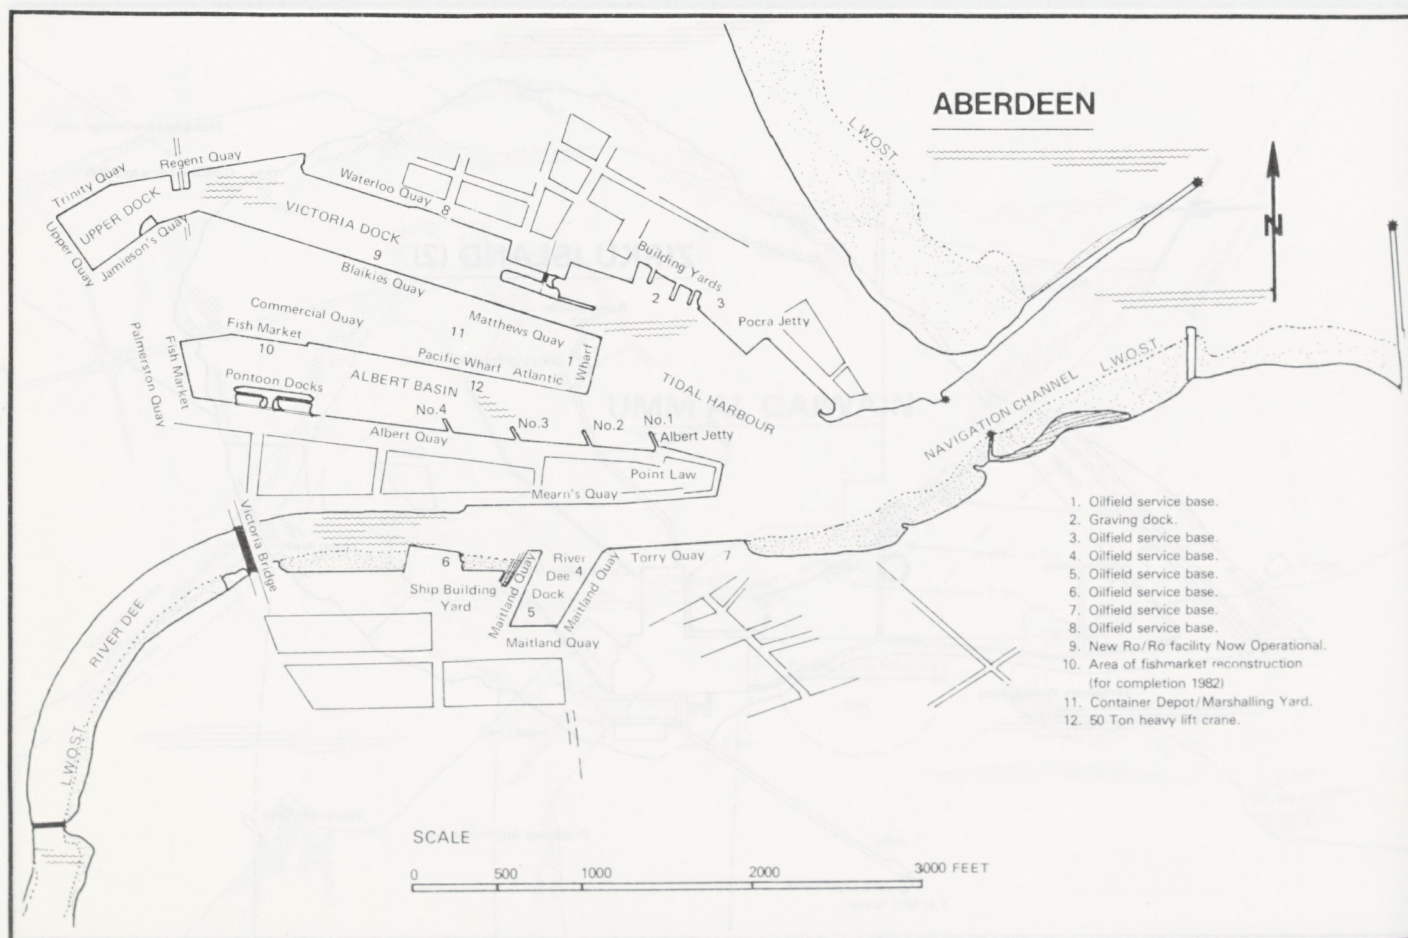 ABERDEEN
L.W.O.S.T.
N
Regent Quay
Trinity Quay
UPPER DOCK
Upper Quay
Jamieson's Quay
Waterloo Quay
8
VICTORIA DOCK
9
Blaikies Quay
Building Yards
2
3
Pocra Jetty
Commercial Quay
Matthews Quay
11
1
Wharf
Fish Market
10
Pacific Wharf
Atlantic
Palmerston Quay
Fish Market
Pontoon Docks
ALBERT BASIN
12
TIDAL HARBOUR
No.4
No.3
No.2
No.1
Albert Quay
Albert Jetty
Point Law
Mearn's Quay
NAVIGATION CHANNEL
L.W.O.S.T.
Victoria Bridge
6
Ship Building
Yard
Maitland Quay
River
Dee
4
Dock
5
Maitland Quay
Maitland Quay
Torry Quay
7
RIVER DEE
L.W.O.S.T.
1. Oilfield service base.
2. Graving dock.
3. Oilfield service base.
4. Oilfield service base.
5. Oilfield service base.
6. Oilfield service base.
7. Oilfield service base.
8. Oilfield service base.
9. New Ro/Ro facility Now Operational.
10. Area of fishmarket reconstruction
(for completion 1982)
11. Container Depot/Marshalling Yard.
12. 50 Ton heavy lift crane.
SCALE
0 500 1000 2000 3000 FEET